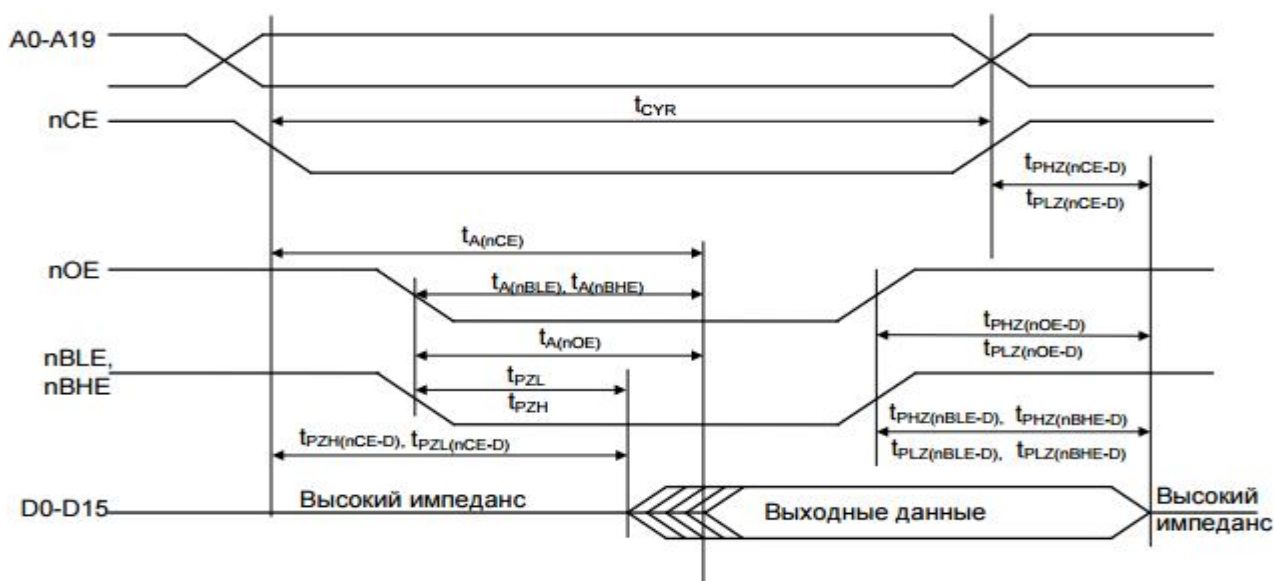 A0-A19
tCYR
nCE
tPHZ(nCE-D)
tPLZ(nCE-D)
tA(nCE)
nOE
tA(nBLE), tA(nBHE)
tPHZ(nOE-D)
tA(nOE)
tPLZ(nOE-D)
nBLE,
nBHE
tPZL
tPZH
tPHZ(nBLE-D), tPHZ(nBHE-D)
tPZH(nCE-D), tPZL(nCE-D)
tPLZ(nBLE-D), tPLZ(nBHE-D)
D0-D15
Высокий импеданс
Выходные данные
Высокий
импеданс